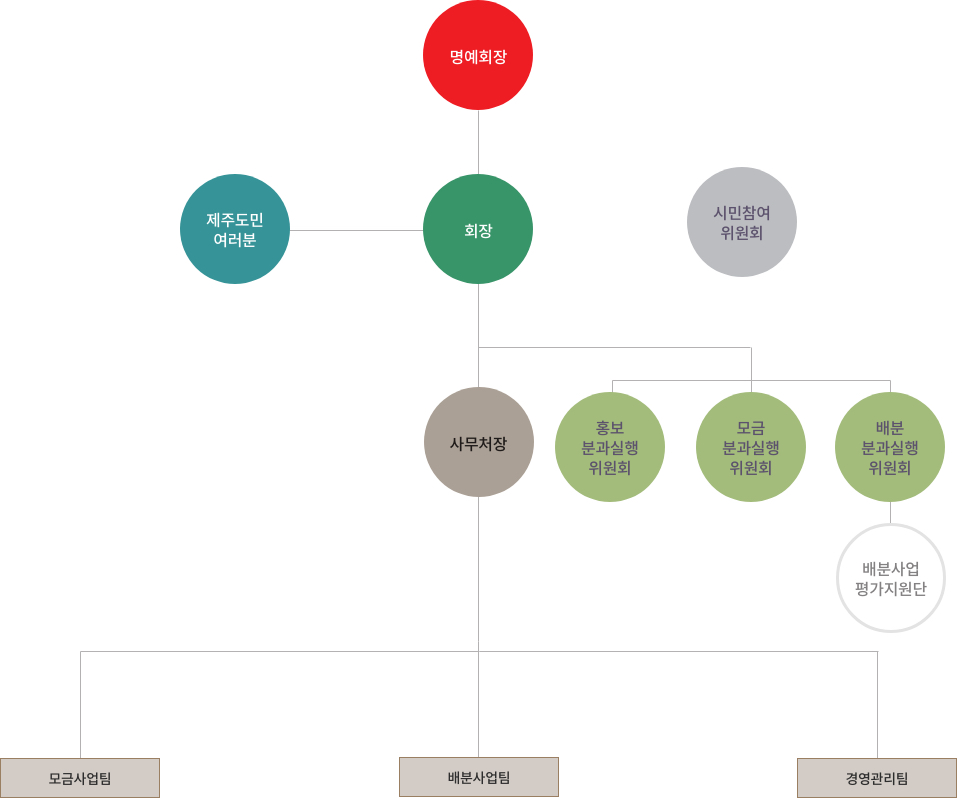 명예회장
제주도민
여러분
회장
시민참여
위원회
사무처장
홍보
분과실행
위원회
모금
분과실행
위원회
배분
분과실행
위원회
배분사업
평가지원단
모금사업팀
배분사업팀
경영관리팀